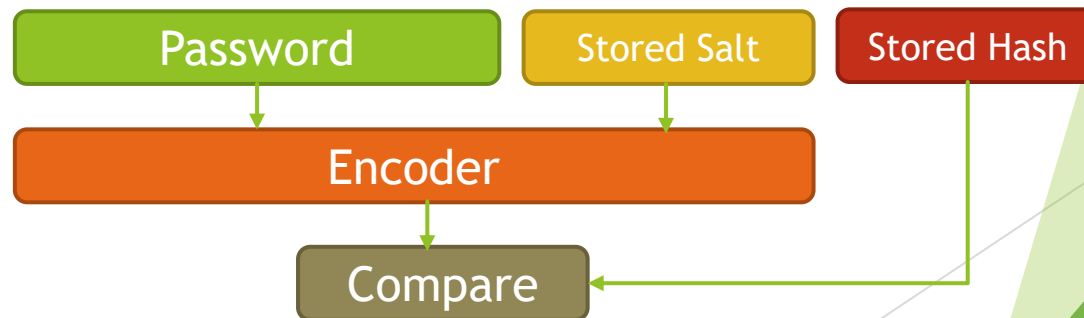 Password
Stored Salt
Stored Hash
Encoder
Compare